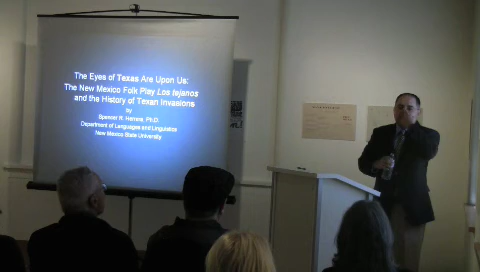 The Eyes of Texas Are Upon Us:
The New Mexico Folk Play Los tejanos
and the History of Texan Invasions
by
Spencer R. Herrera, Ph.D.
Department of Languages and Linguistics
New Mexico State University